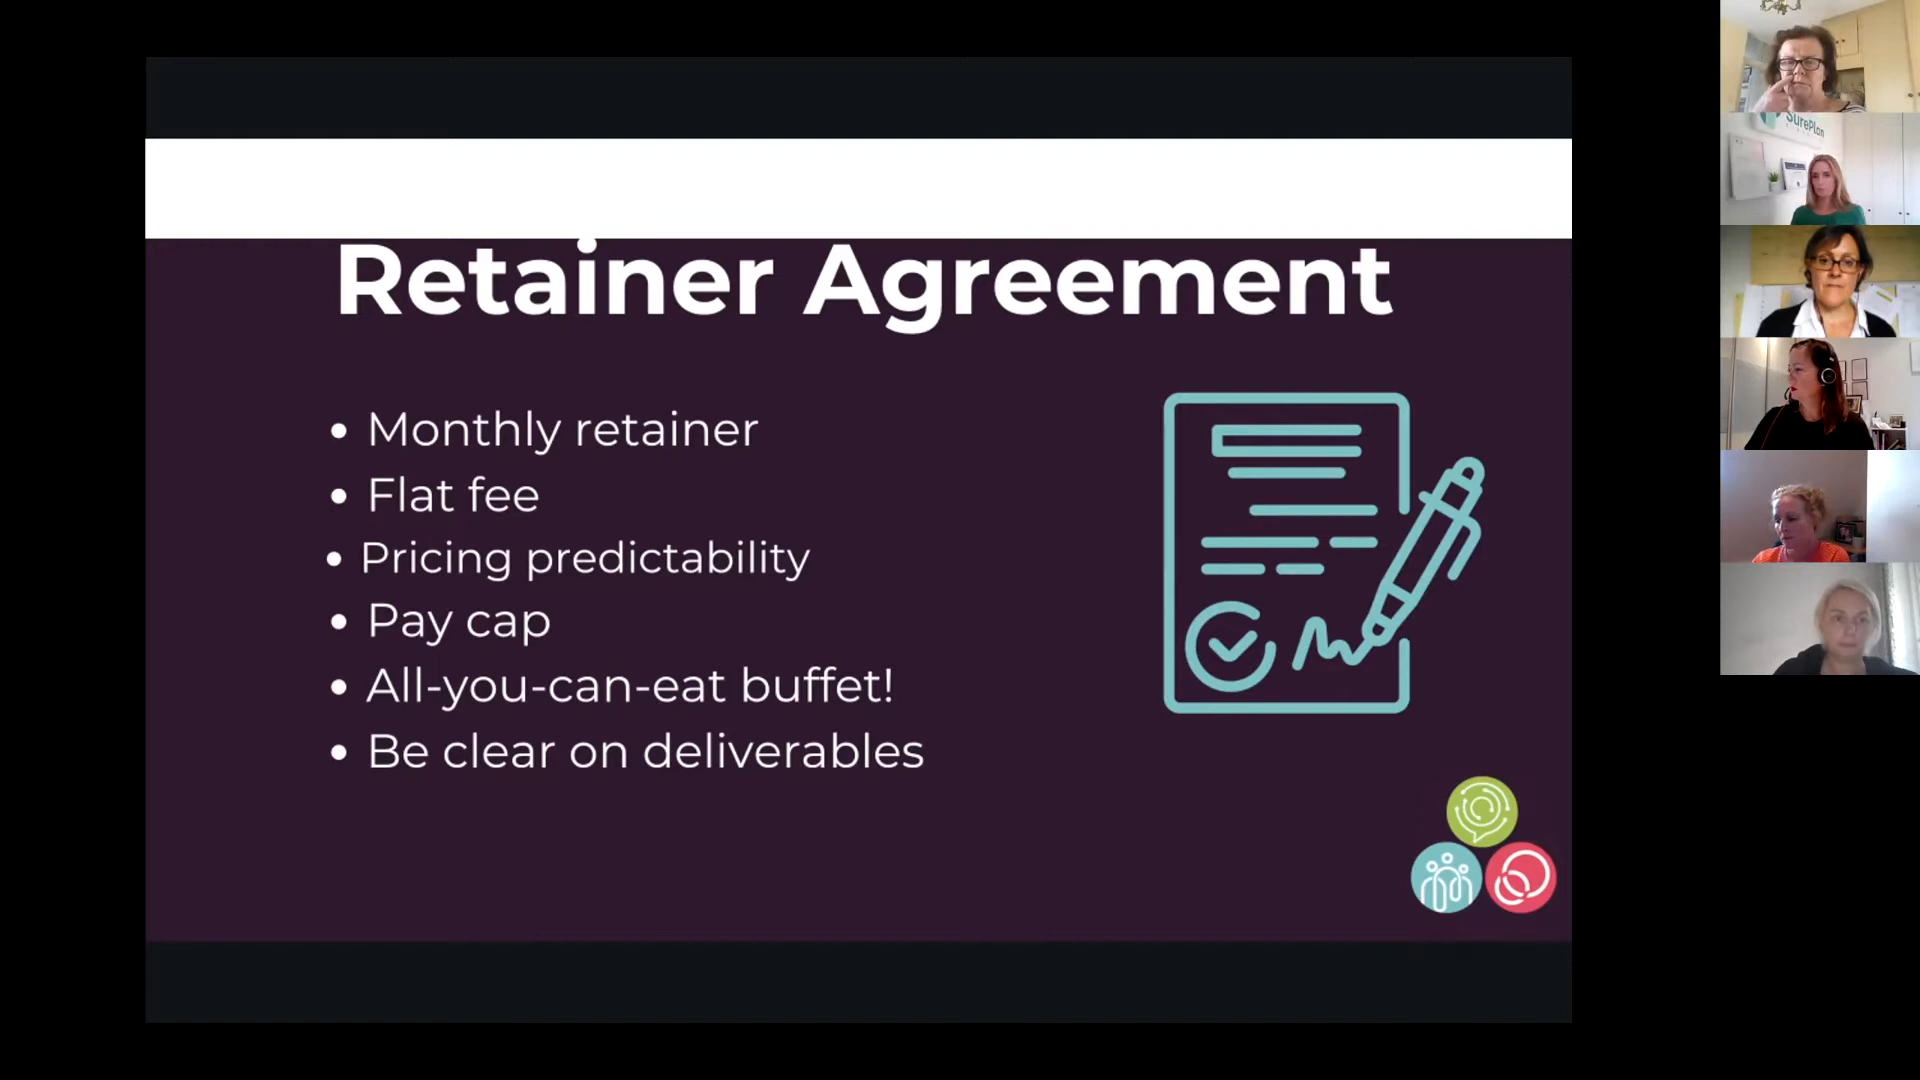 Retainer Agreement
• Monthly retainer
• Flat fee
• Pricing predictability
• Pay cap
• All-you-can-eat buffet!
• Be clear on deliverables
SurePlan